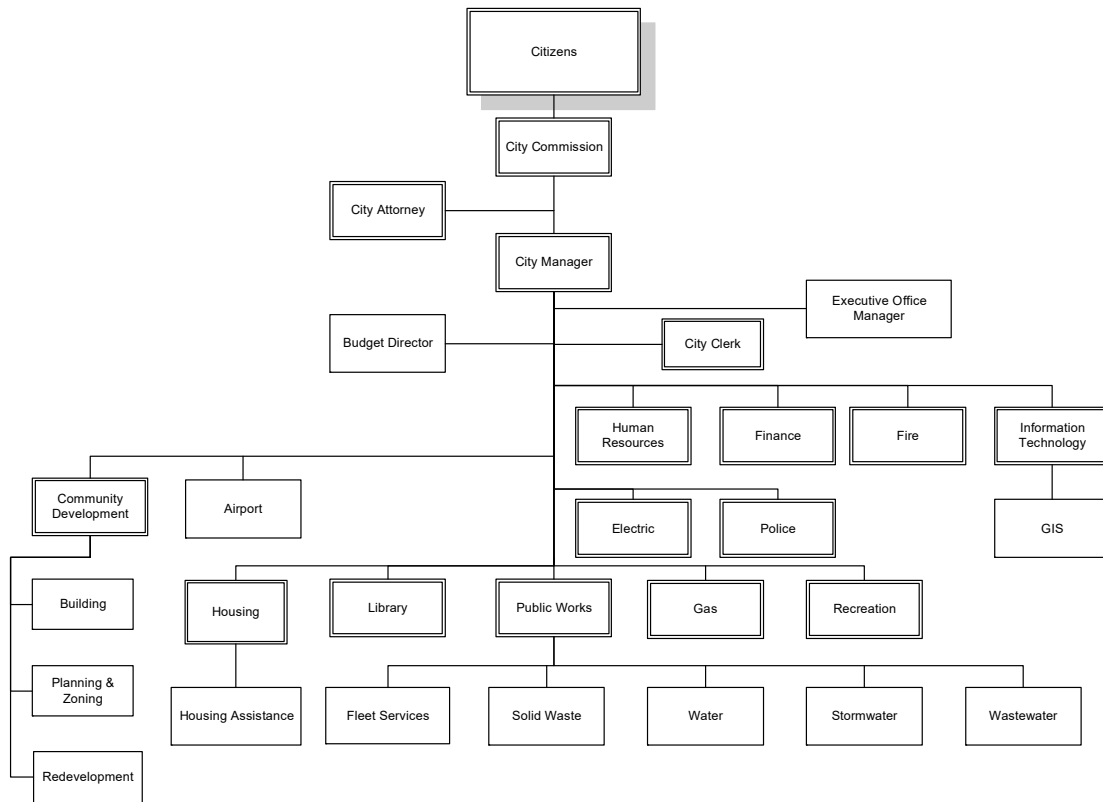 Citizens
City Commission
City Attorney
City Manager
Executive Office
Manager
Budget Director
City Clerk
Human
Resources
Finance
Fire
Information
Technology
Community
Development
Airport
Electric
Police
GIS
Building
Housing
Library
Public Works
Gas
Recreation
Planning &
Zoning
Housing Assistance
Fleet Services
Solid Waste
Water
Stormwater
Wastewater
Redevelopment